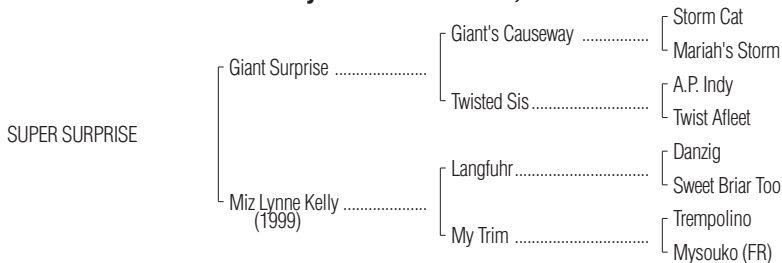 Storm Cat
Giant's Causeway ................
Mariah's Storm
Giant Surprise ......................
A.P. Indy
Twisted Sis............................
Twist Afleet
SUPER SURPRISE
Danzig
Langfuhr................................
Sweet Briar Too
Miz Lynne Kelly ....................
(1999)
Trempolino
My Trim ................................
Mysouko (FR)